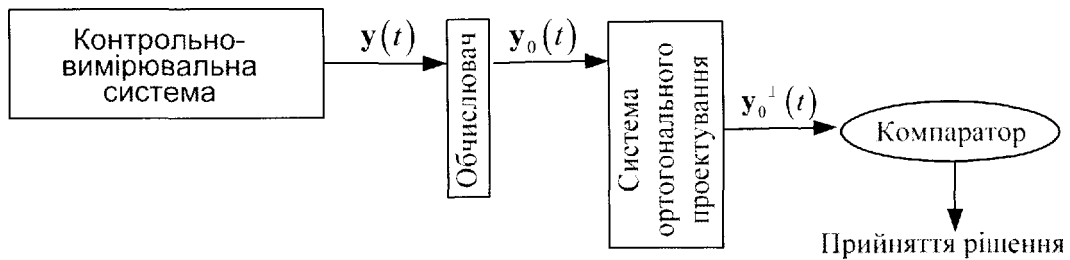 Контрольно-
вимірювальна
система
y(t)
Обчислювач
y₀(t)
Система
ортогонального
проектування
y₀⊥(t)
Компаратор
Прийняття рішення